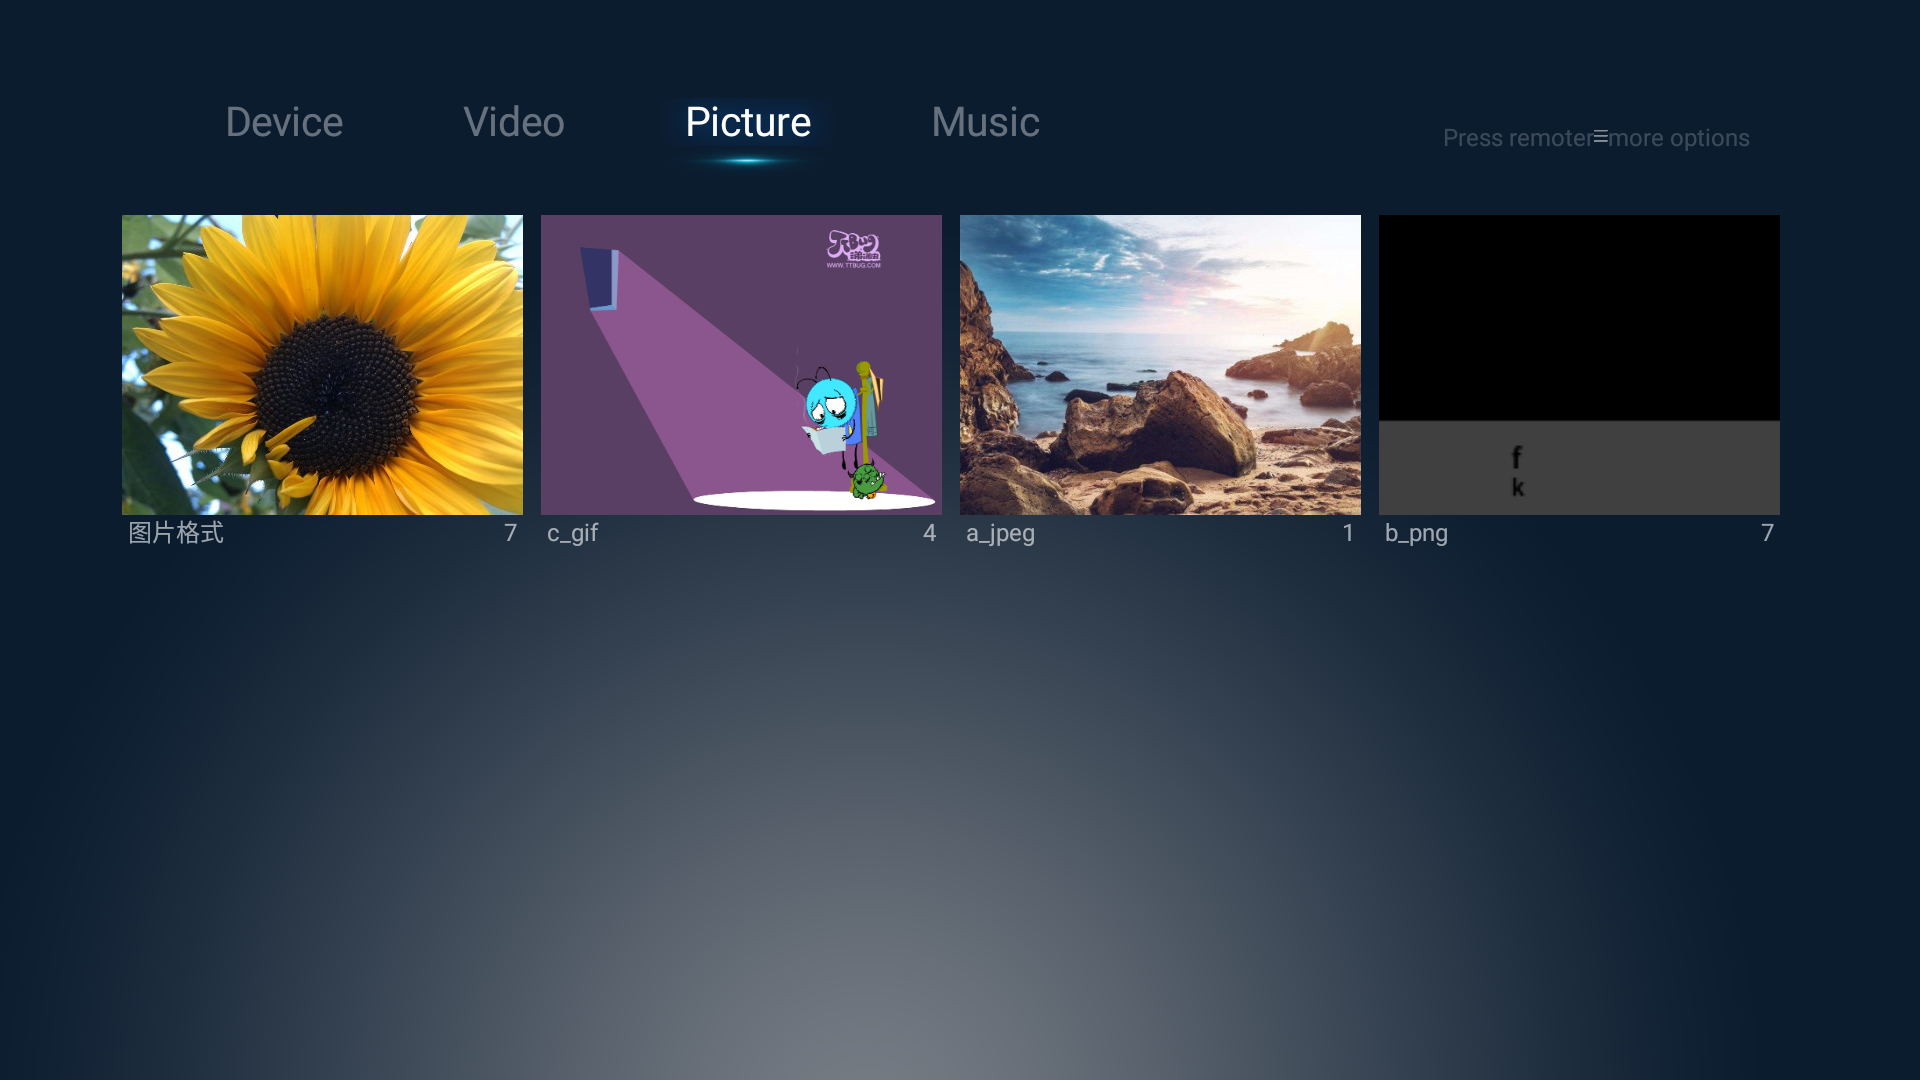 Device
Video
Picture
Music
Press remoter≡more options
TTBUG
WWW.TTBUG.COM
f
k
图片格式 7
c_gif 4
a_jpeg 1
b_png 7